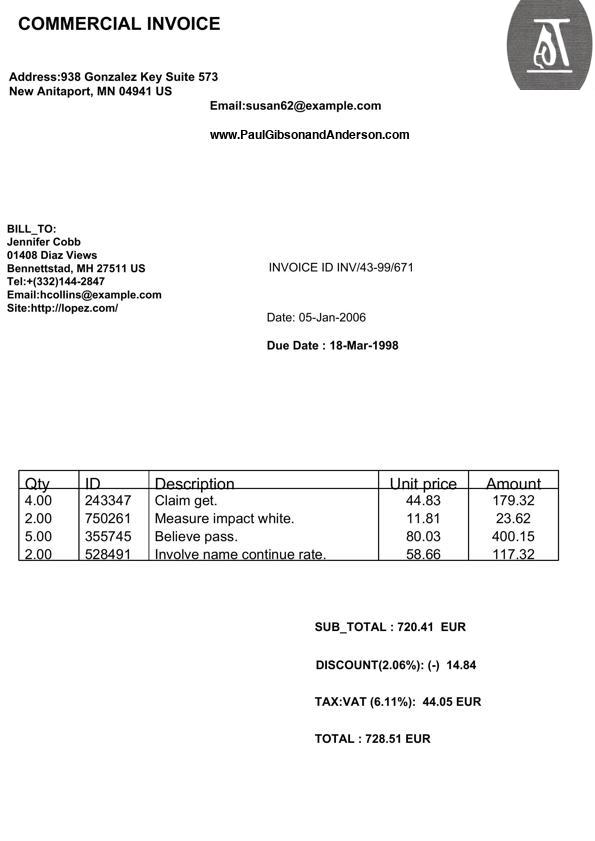 COMMERCIAL INVOICE
Address:938 Gonzalez Key Suite 573
New Anitaport, MN 04941 US
Email:susan62@example.com
www.PaulGibsonandAnderson.com
BILL_TO:
Jennifer Cobb
01408 Diaz Views
Bennettstad, MH 27511 US
Tel:+(332)144-2847
Email:hcollins@example.com
Site:http://lopez.com/
INVOICE ID INV/43-99/671
Date: 05-Jan-2006
Due Date : 18-Mar-1998
Qty ID Description Unit price Amount
4.00 243347 Claim get. 44.83 179.32
2.00 750261 Measure impact white. 11.81 23.62
5.00 355745 Believe pass. 80.03 400.15
2.00 528491 Involve name continue rate. 58.66 117.32
SUB_TOTAL : 720.41 EUR
DISCOUNT(2.06%): (-) 14.84
TAX:VAT (6.11%): 44.05 EUR
TOTAL : 728.51 EUR